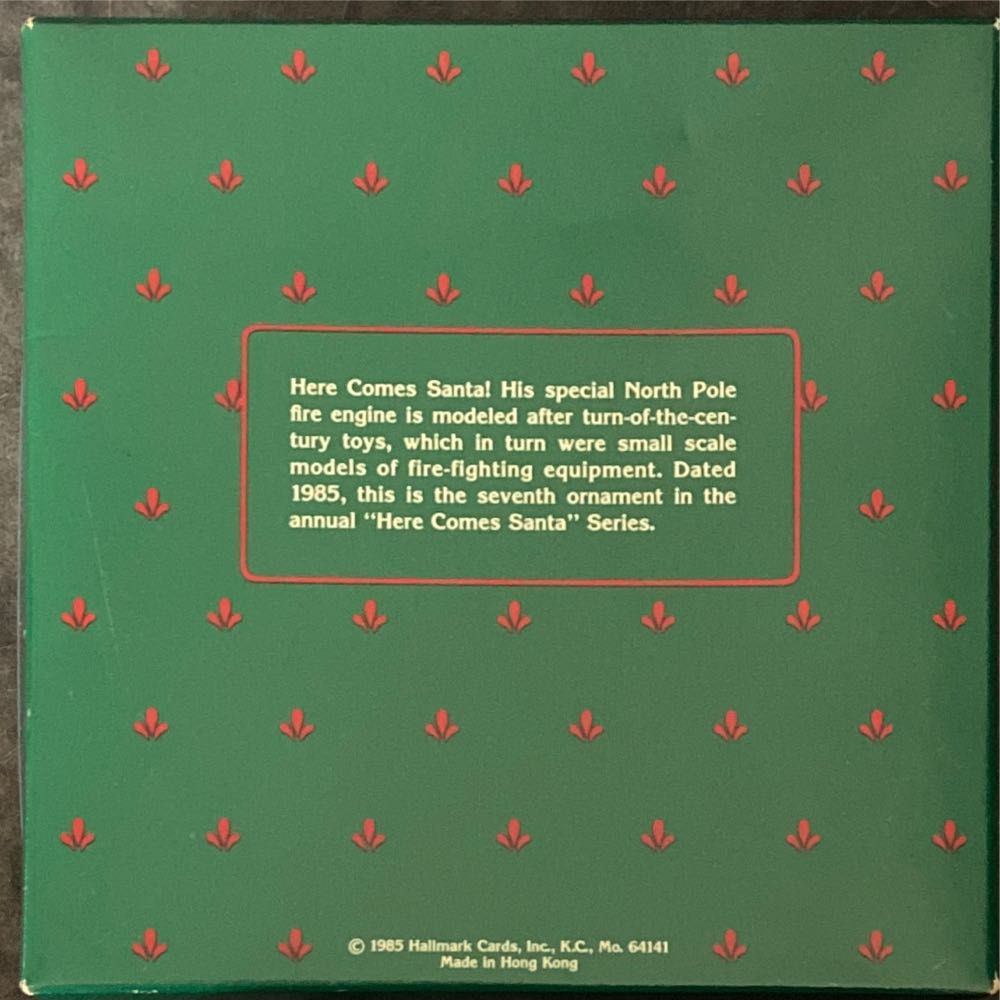 Here Comes Santa! His special North Pole
fire engine is modeled after turn-of-the-cen-
tury toys, which in turn were small scale
models of fire-fighting equipment. Dated
1985, this is the seventh ornament in the
annual “Here Comes Santa” Series.
© 1985 Hallmark Cards, Inc., K.C., Mo. 64141
Made in Hong Kong